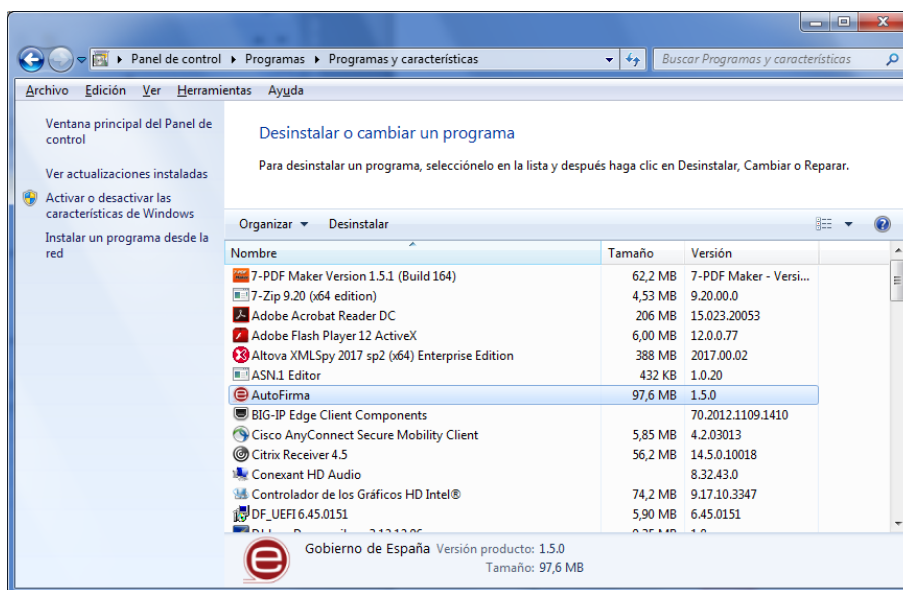 Panel de control Programas Programas y características Buscar Programas y características
Archivo Edición Ver Herramientas Ayuda
Ventana principal del Panel de
control
Ver actualizaciones instaladas
Activar o desactivar las
características de Windows
Instalar un programa desde la
red
Desinstalar o cambiar un programa
Para desinstalar un programa, selecciónelo en la lista y después haga clic en Desinstalar, Cambiar o Reparar.
Organizar Desinstalar
Nombre Tamaño Versión
7-PDF Maker Version 1.5.1 (Build 164) 62,2 MB 7-PDF Maker - Versi...
7-Zip 9.20 (x64 edition) 4,53 MB 9.20.00.0
Adobe Acrobat Reader DC 206 MB 15.023.20053
Adobe Flash Player 12 ActiveX 6,00 MB 12.0.0.77
Altova XMLSpy 2017 sp2 (x64) Enterprise Edition 388 MB 2017.00.02
ASN.1 Editor 432 KB 1.0.20
AutoFirma 97,6 MB 1.5.0
BIG-IP Edge Client Components 70.2012.1109.1410
Cisco AnyConnect Secure Mobility Client 5,85 MB 4.2.03013
Citrix Receiver 4.5 56,2 MB 14.5.0.10018
Conexant HD Audio 8.32.43.0
Controlador de los Gráficos HD Intel® 74,2 MB 9.17.10.3347
DF_UEFI 6.45.0151 5,90 MB 6.45.0151
Gobierno de España Versión producto: 1.5.0
Tamaño: 97,6 MB